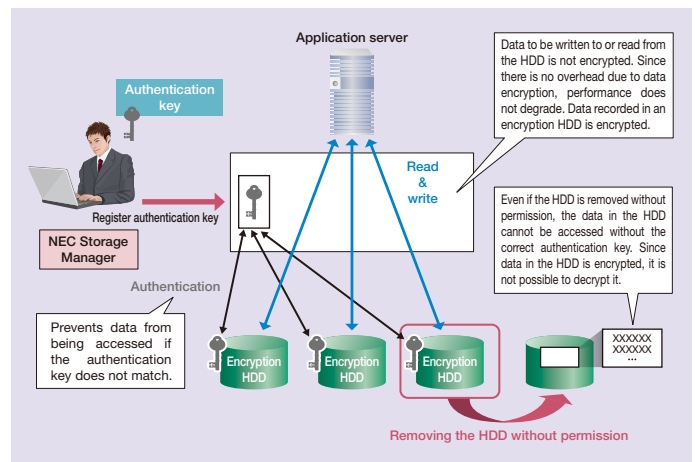 Application server
Data to be written to or read from
the HDD is not encrypted. Since
there is no overhead due to data
encryption, performance does
not degrade. Data recorded in an
encryption HDD is encrypted.
Authentication
key
Read
&
write
Register authentication key
NEC Storage
Manager
Even if the HDD is removed without
permission, the data in the HDD
cannot be accessed without the
correct authentication key. Since
data in the HDD is encrypted, it is
not possible to decrypt it.
Authentication
Prevents data from
being accessed if
the authentication
key does not match.
Encryption
HDD
Encryption
HDD
Encryption
HDD
XXXXXX
XXXXXX
...
Removing the HDD without permission